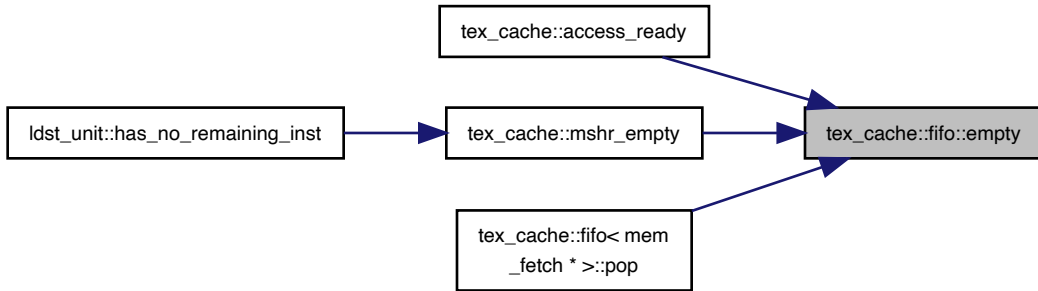 tex_cache::access_ready
ldst_unit::has_no_remaining_inst
tex_cache::mshr_empty
tex_cache::fifo::empty
tex_cache::fifo< mem
_fetch * >::pop